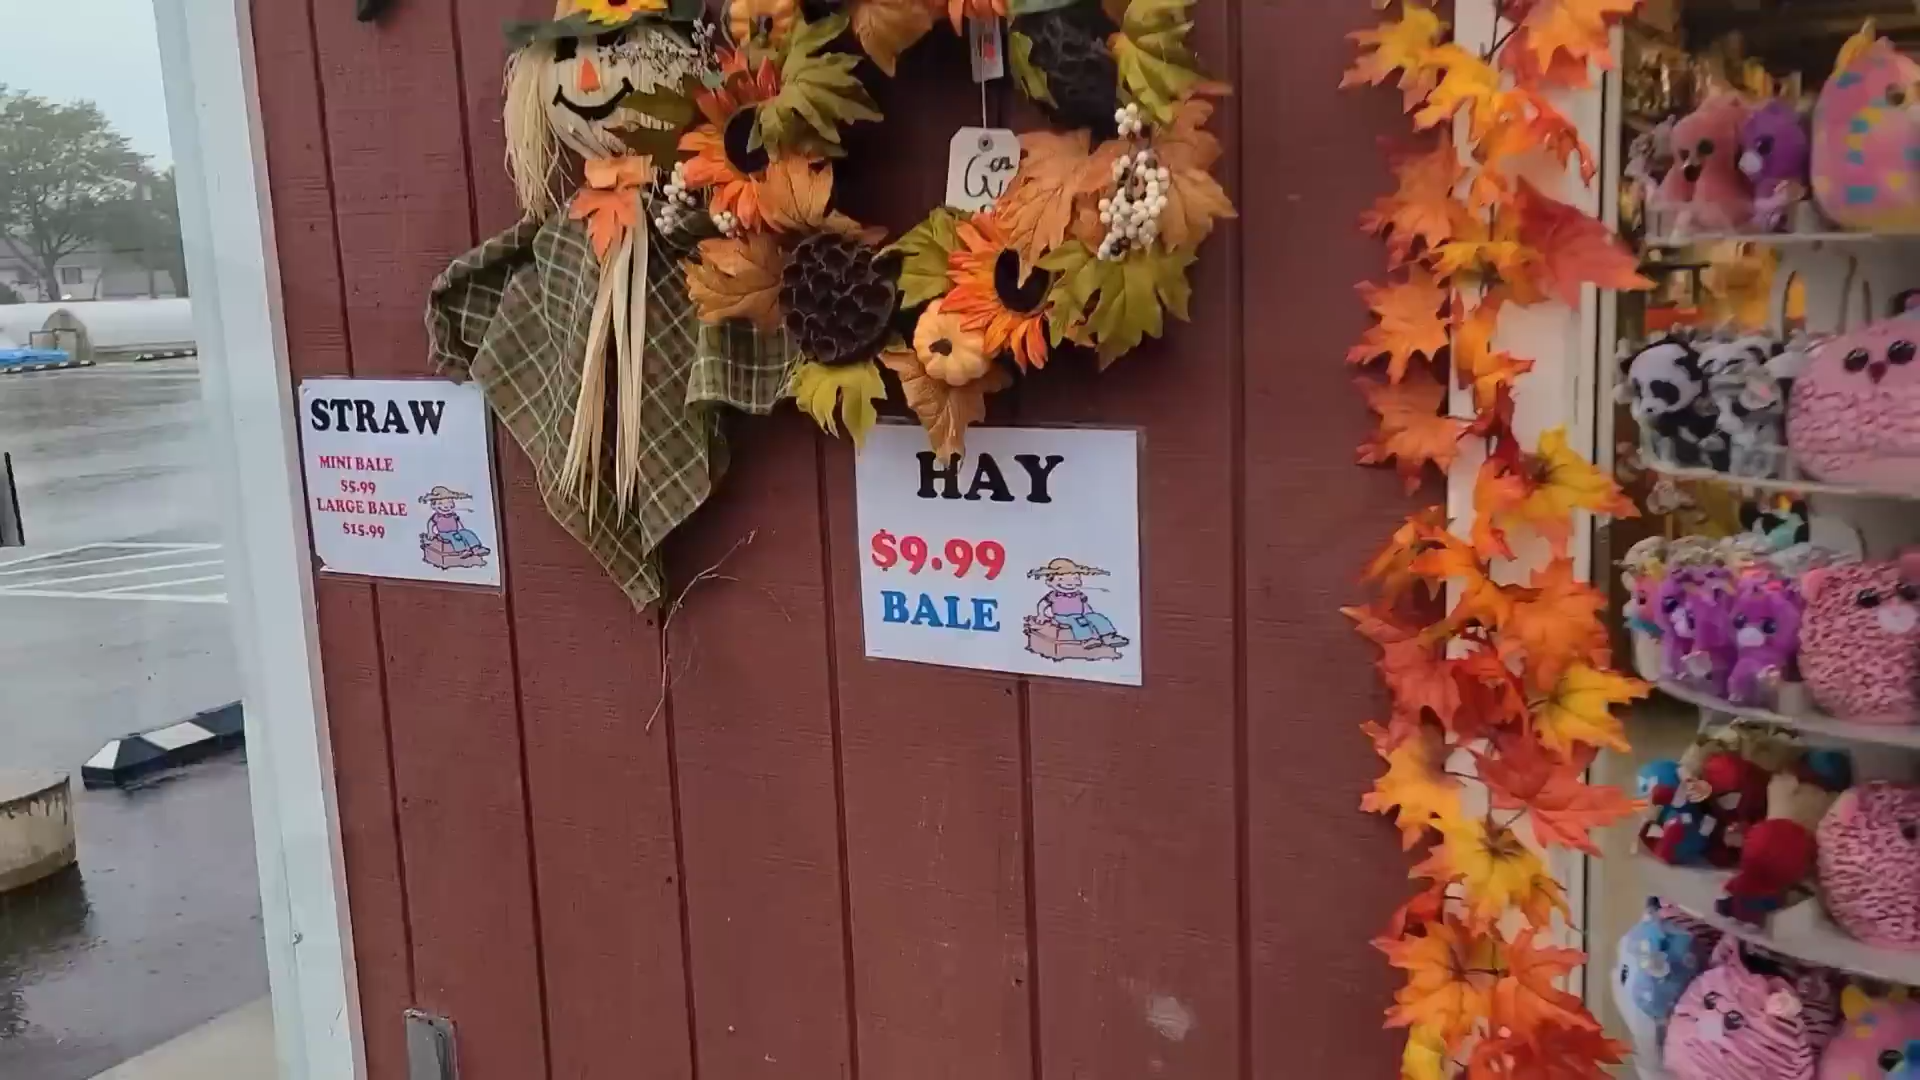 STRAW
MINI BALE
$5.99
LARGE BALE
$15.99
HAY
$9.99
BALE